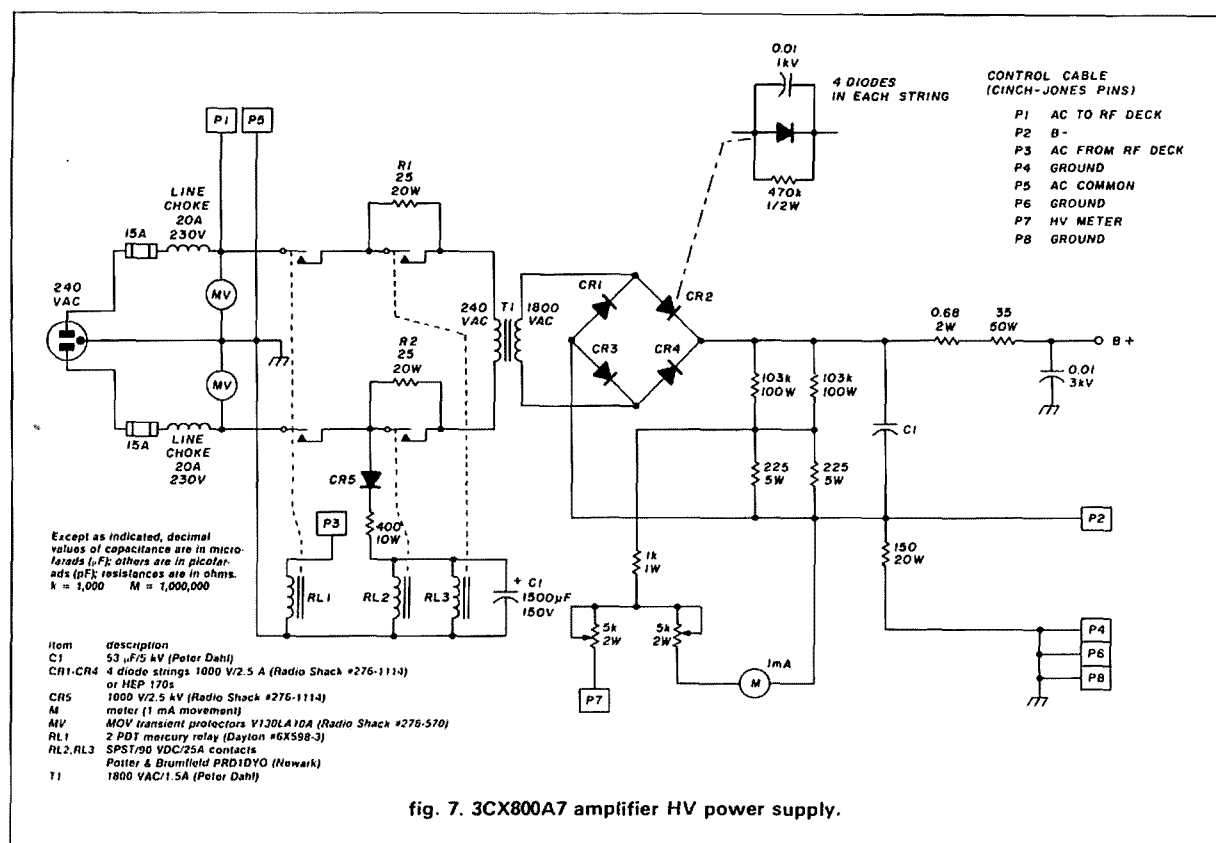 0.01
1kV
4 DIODES
IN EACH STRING
CONTROL CABLE
(CINCH-JONES PINS)
P1 AC TO RF DECK
P2 B-
P3 AC FROM RF DECK
P4 GROUND
P5 AC COMMON
P6 GROUND
P7 HV METER
P8 GROUND
470k
1/2W
P1
P5
R1
25
20W
LINE
CHOKE
20A
230V
15A
MV
240
VAC
MV
15A
LINE
CHOKE
20A
230V
R2
25
20W
240
VAC
T1
1800
VAC
CR1
CR2
CR3
CR4
0.68
2W
35
50W
B+
0.01
3kV
103k
100W
103k
100W
C1
225
5W
225
5W
P2
150
20W
CR5
400
10W
P3
RL1
RL2
RL3
+ C1
1500µF
150V
1k
1W
5k
2W
5k
2W
1mA
M
P7
P4
P6
P8
Except as indicated, decimal
values of capacitance are in micro-
farads (µF); others are in picofar-
ads (pF); resistances are in ohms.
k = 1,000 M = 1,000,000
item description
C1 53 µF/5 kV (Peter Dahl)
CR1-CR4 4 diode strings 1000 V/2.5 A (Radio Shack #276-1114)
or HEP 170s
CR5 1000 V/2.5 kV (Radio Shack #276-1114)
M meter (1 mA movement)
MV MOV transient protectors V130LA10A (Radio Shack #276-570)
RL1 2 PDT mercury relay (Dayton #6X598-3)
RL2,RL3 SPST/90 VDC/25A contacts
Potter & Brumfield PRD1DYO (Newark)
T1 1800 VAC/1.5A (Peter Dahl)
fig. 7. 3CX800A7 amplifier HV power supply.